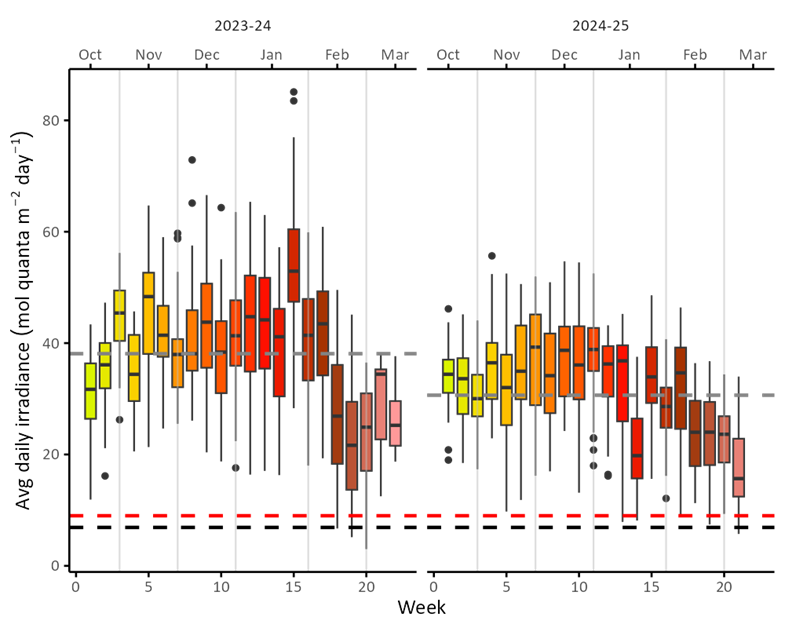 2023-24 2024-25
Oct Nov Dec Jan Feb Mar Oct Nov Dec Jan Feb Mar
Avg daily irradiance (mol quanta m⁻² day⁻¹)
80
60
40
20
0
0 5 10 15 20 0 5 10 15 20
Week